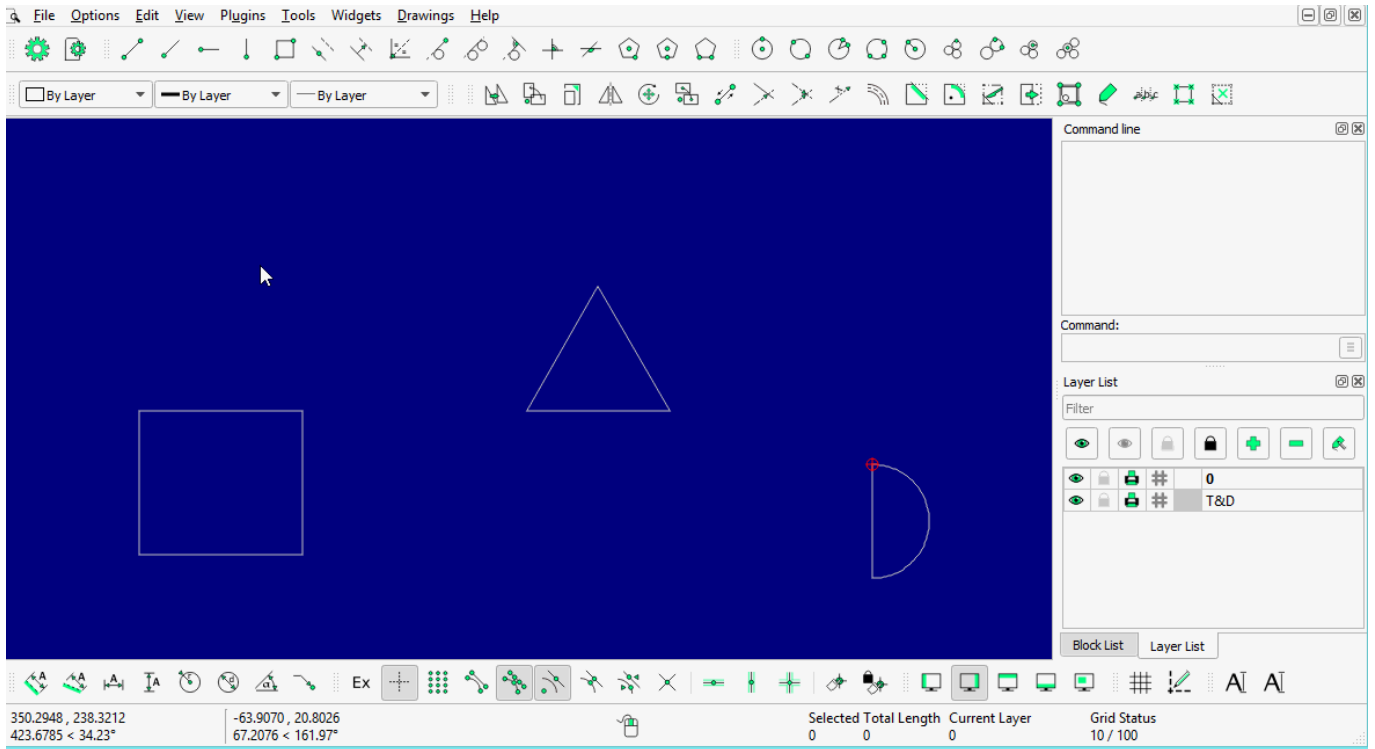 File Options Edit View Plugins Tools Widgets Drawings Help
By Layer By Layer By Layer
Command line
Command:
Layer List
Filter
0
T&D
Block List Layer List
Ex
350.2948 , 238.3212
423.6785 < 34.23°
-63.9070 , 20.8026
67.2076 < 161.97°
Selected Total Length Current Layer Grid Status
0 0 0 10 / 100